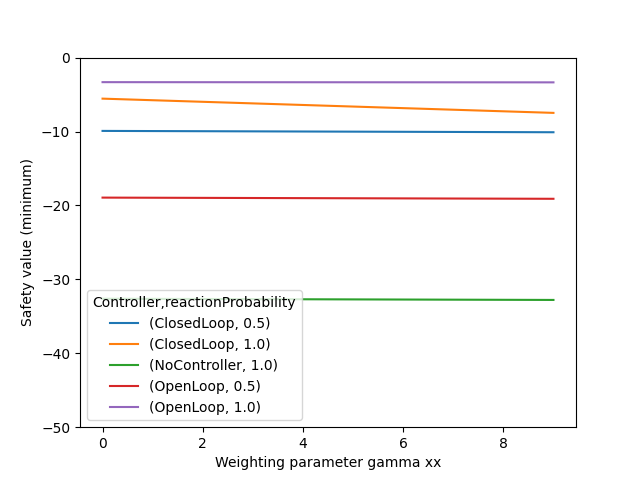 0
−10
−20
−30
−40
−50
Safety value (minimum)
Controller,reactionProbability
(ClosedLoop, 0.5)
(ClosedLoop, 1.0)
(NoController, 1.0)
(OpenLoop, 0.5)
(OpenLoop, 1.0)
0 2 4 6 8
Weighting parameter gamma xx